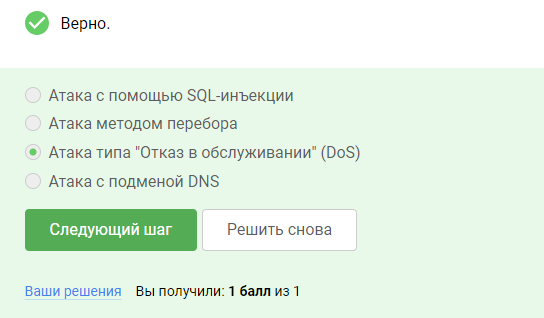 Верно.
Атака с помощью SQL-инъекции
Атака методом перебора
Атака типа "Отказ в обслуживании" (DoS)
Атака с подменой DNS
Следующий шаг Решить снова
Ваши решения Вы получили: 1 балл из 1